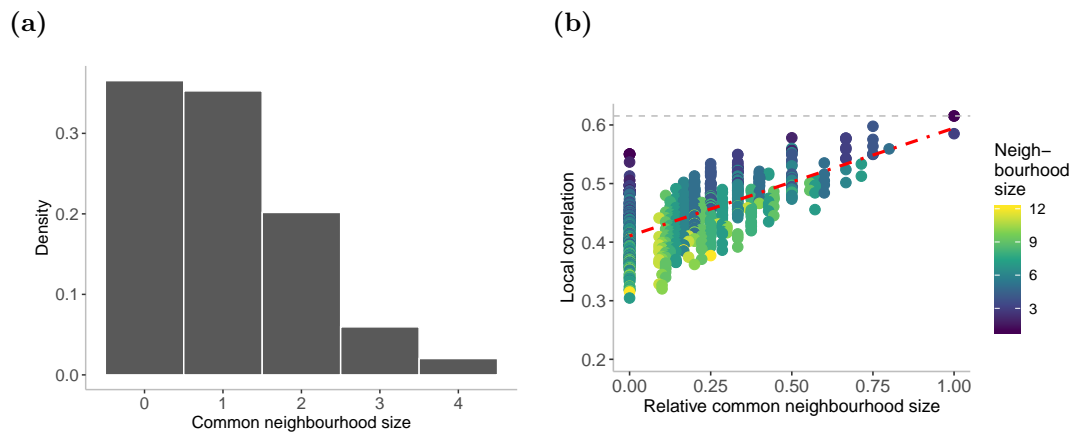 (a)
(b)
Density
0.3
0.2
0.1
0.0
0
1
2
3
4
Common neighbourhood size
Local correlation
0.6
0.5
0.4
0.3
0.2
0.00
0.25
0.50
0.75
1.00
Relative common neighbourhood size
Neigh−
bourhood
size
12
9
6
3